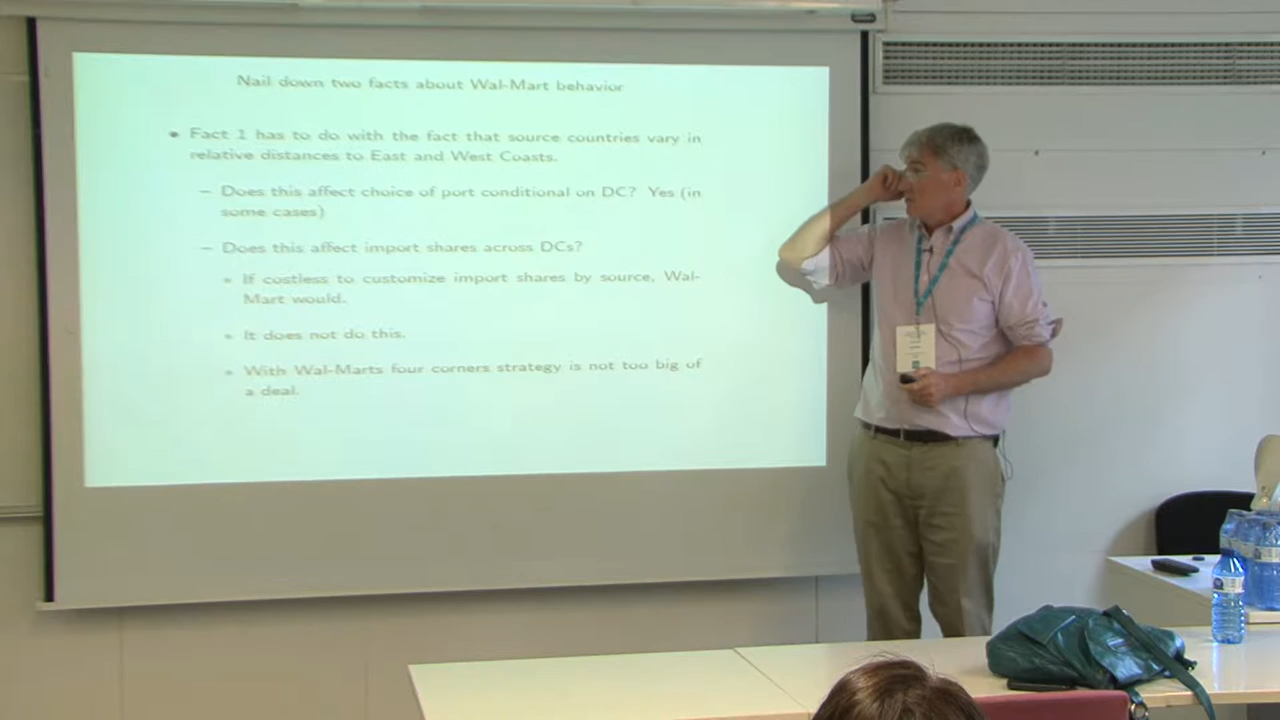 Nail down two facts about Wal-Mart behavior
• Fact 1 has to do with the fact that source countries vary in
relative distances to East and West Coasts.
– Does this affect choice of port conditional on DC? Yes (in
some cases)
– Does this affect import shares across DCs?
* If costless to customize import shares by source, Wal-
Mart would.
* It does not do this.
* With Wal-Marts four corners strategy is not too big of
a deal.